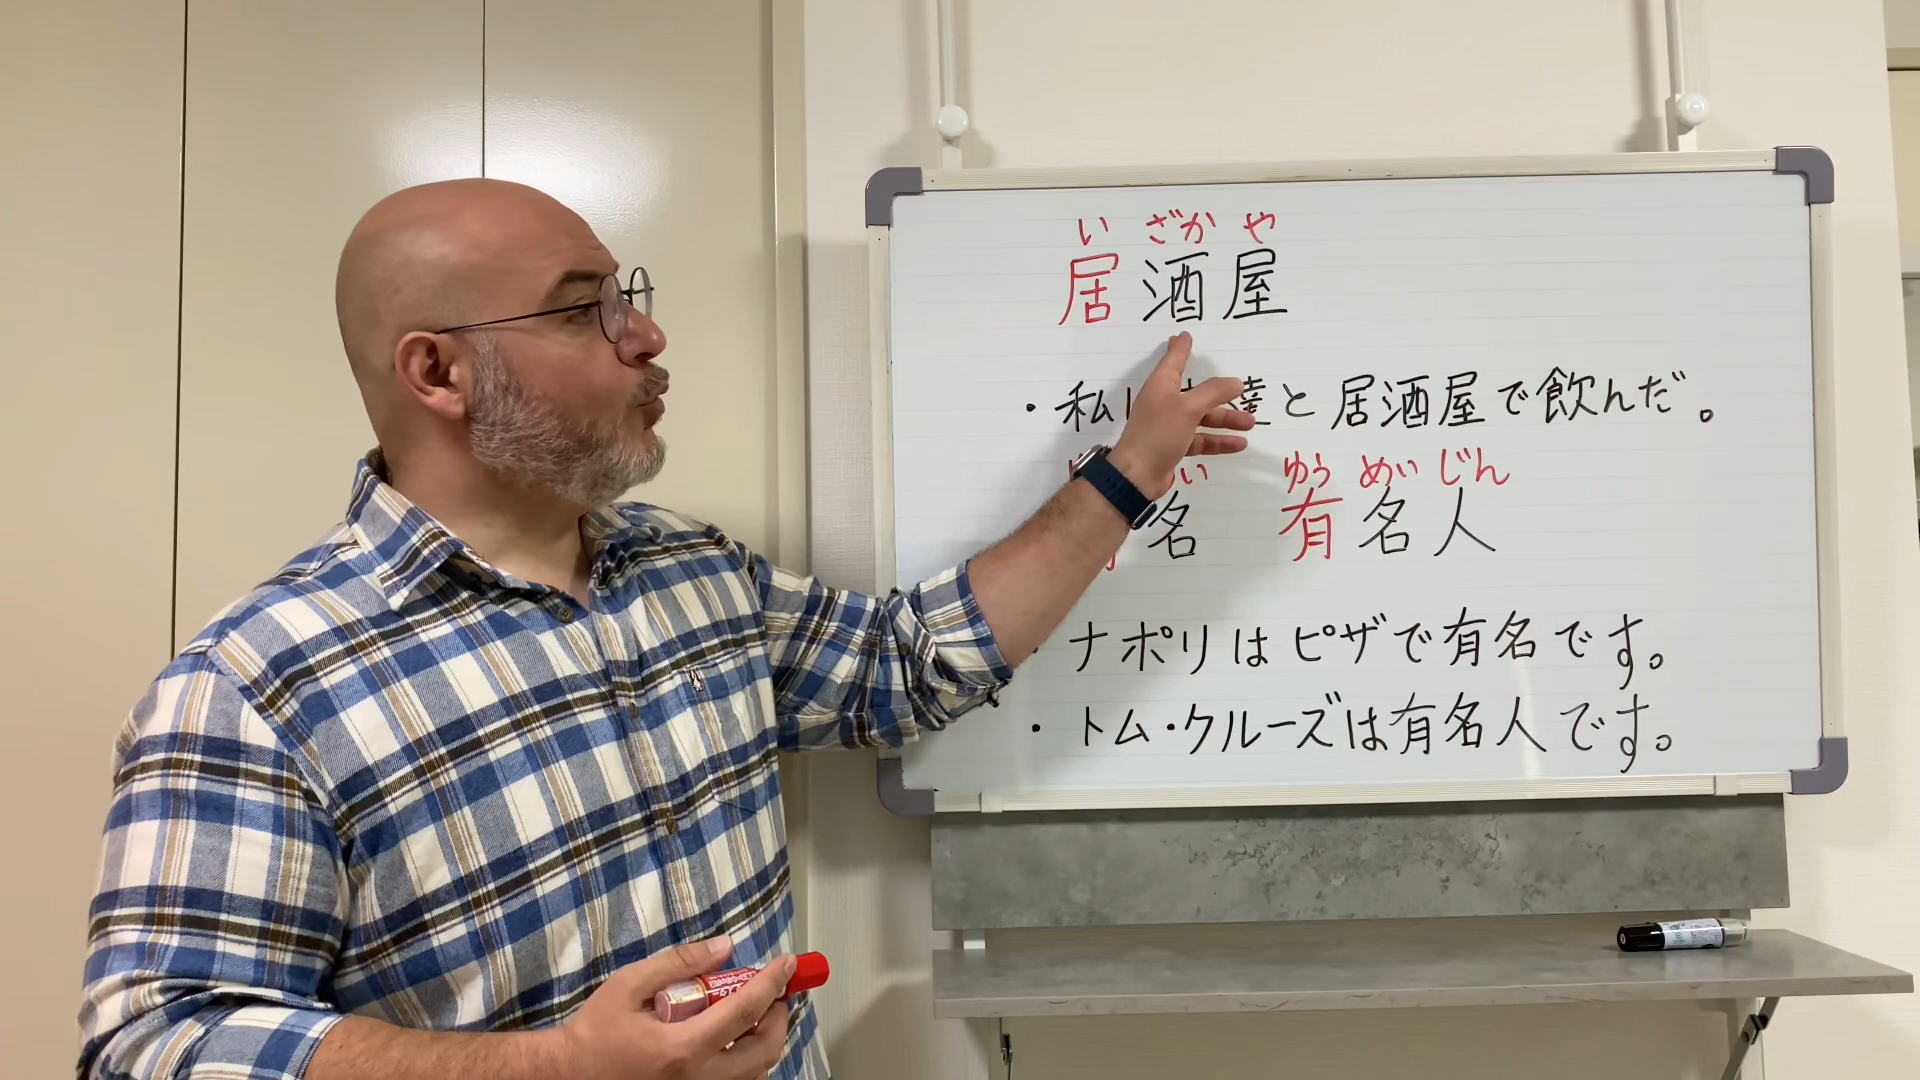 い ざか や
居酒屋
・私 達と居酒屋で飲んだ。
い ゆう めい じん
名 有名人
・ナポリはピザで有名です。
・トム・クルーズは有名人です。